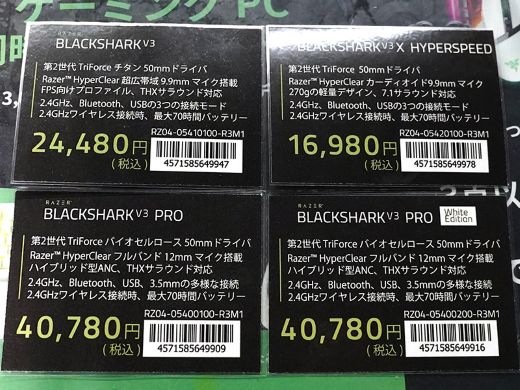 ーミング PC
RAZER
BLACKSHARK V3
第2世代 TriForce チタン 50mmドライバ
Razer™ HyperClear 超広帯域 9.9mm マイク搭載
FPS向けプロファイル、THXサラウンド対応
2.4GHz、Bluetooth、USBの3つの接続モード
2.4GHzワイヤレス接続時、最大70時間バッテリー
RZ04-05410100-R3M1
24,480円
(税込)
4571585649947
BLACKSHARK V3 X HYPERSPEED
第2世代 TriForce 50mmドライバ
Razer™ HyperClear カーディオイド9.9mm マイク
270gの軽量デザイン、7.1サラウンド対応
2.4GHz、Bluetooth、USBの3つの接続モード
2.4GHzワイヤレス接続時、最大70時間バッテリー
RZ04-05420100-R3M1
16,980円
(税込)
4571585649978
RAZER
BLACKSHARK V3 PRO
第2世代 TriForce バイオセルロース 50mmドライバ
Razer™ HyperClear フルバンド 12mm マイク搭載
ハイブリッド型ANC、THXサラウンド対応
2.4GHz、Bluetooth、USB、3.5mmの多様な接続
2.4GHzワイヤレス接続時、最大70時間バッテリー
RZ04-05400100-R3M1
40,780円
(税込)
4571585649909
RAZER
BLACKSHARK V3 PRO White Edition
第2世代 TriForce バイオセルロース 50mmドライバ
Razer™ HyperClear フルバンド 12mm マイク搭載
ハイブリッド型ANC、THXサラウンド対応
2.4GHz、Bluetooth、USB、3.5mmの多様な接続
2.4GHzワイヤレス接続時、最大70時間バッテリー
RZ04-05400200-R3M1
40,780円
(税込)
4571585649916